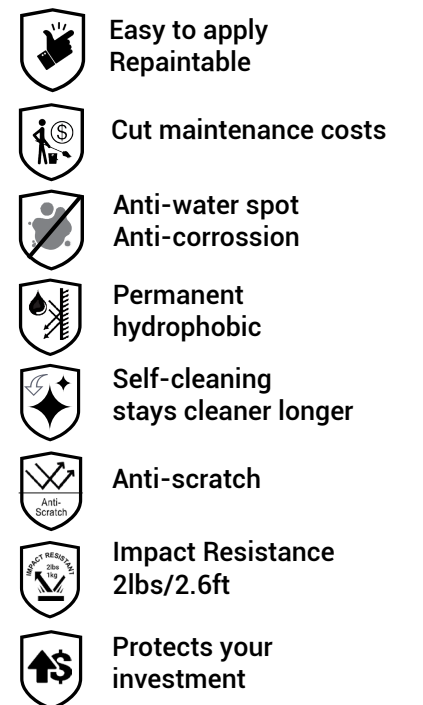 Easy to apply
Repaintable
$
Cut maintenance costs
Anti-water spot
Anti-corrossion
Permanent
hydrophobic
Self-cleaning
stays cleaner longer
Anti-scratch
Anti-
Scratch
Impact Resistance
2lbs/2.6ft
IMPACT RESISTANT
2lbs
1kg
Protects your
investment
$